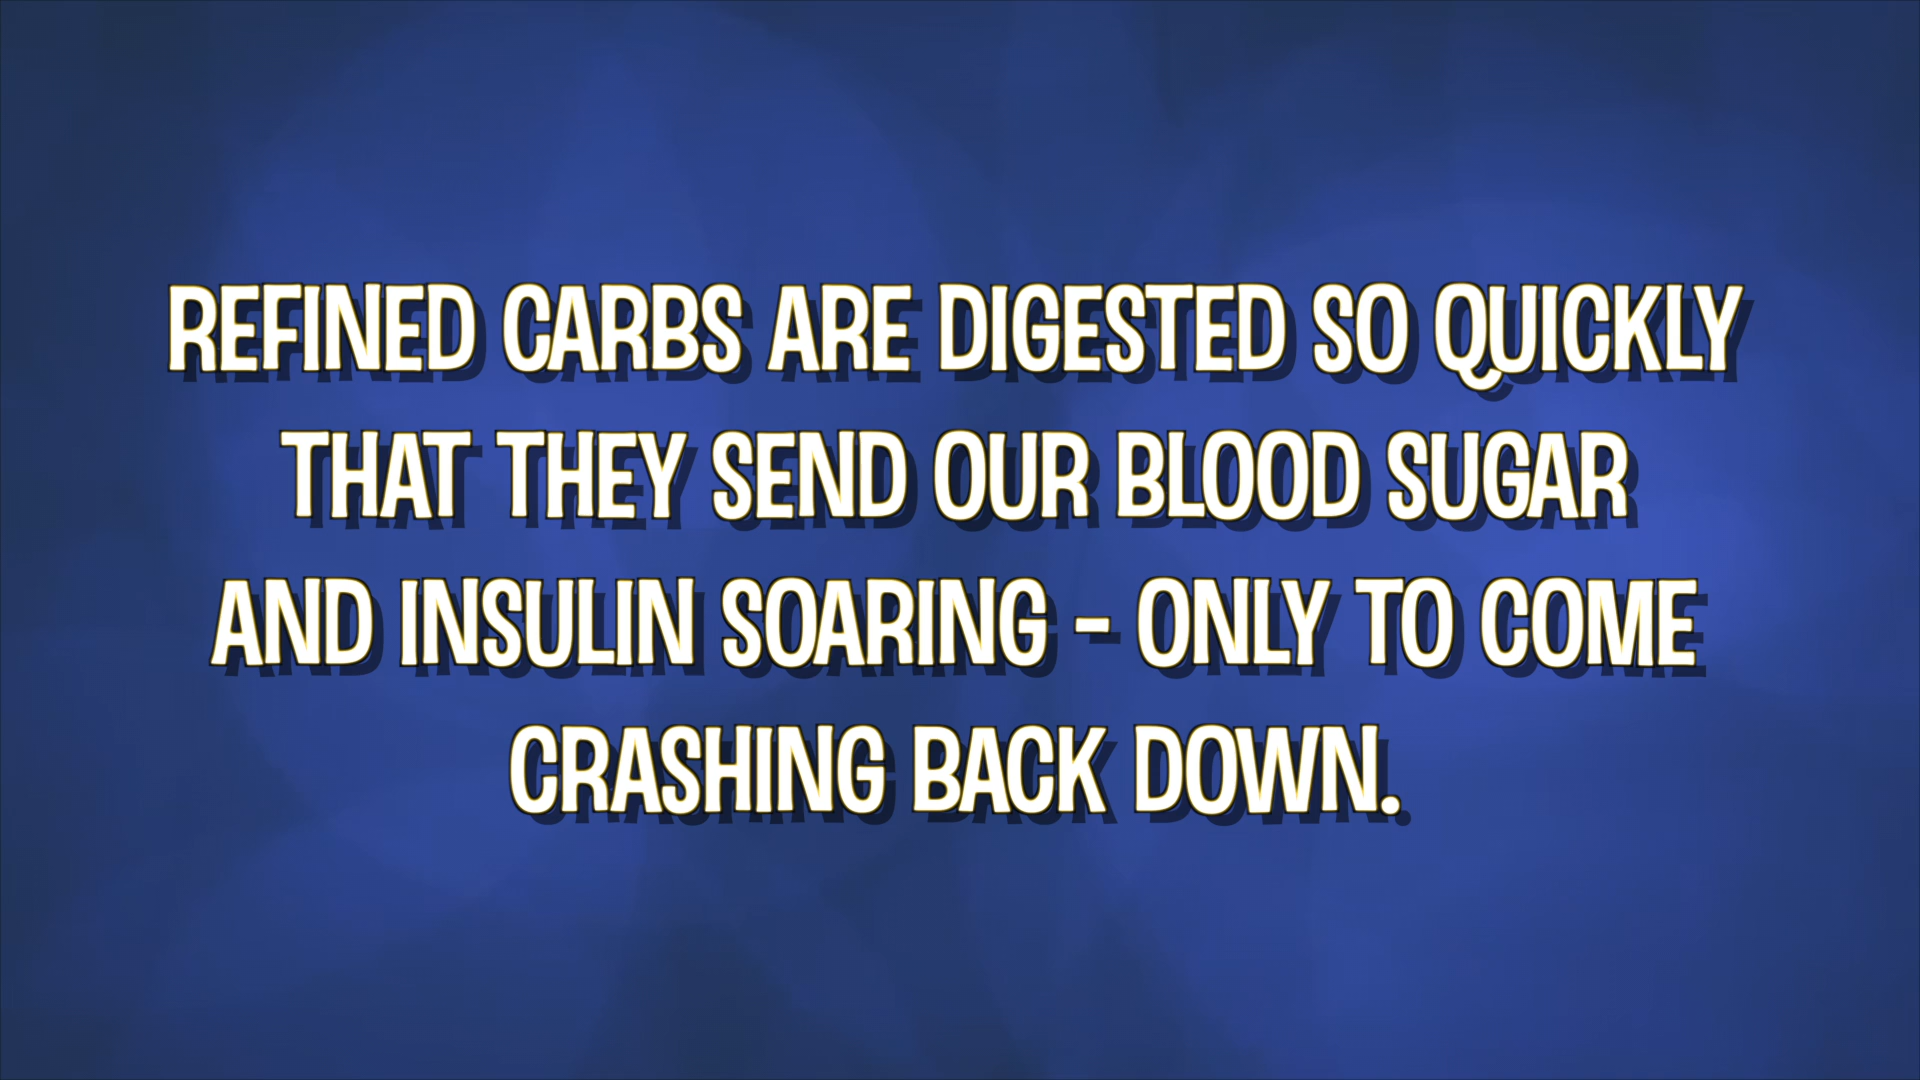 REFINED CARBS ARE DIGESTED SO QUICKLY
THAT THEY SEND OUR BLOOD SUGAR
AND INSULIN SOARING - ONLY TO COME
CRASHING BACK DOWN.